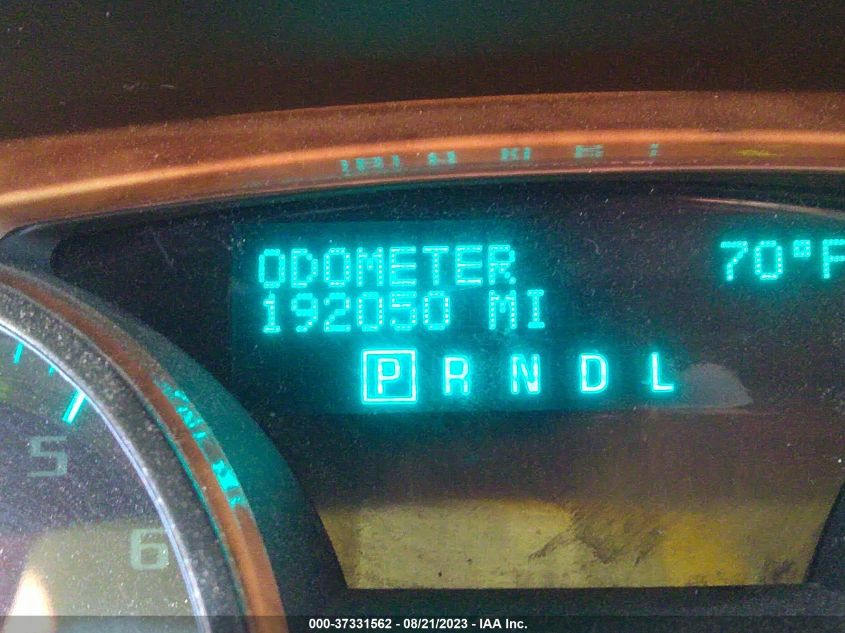 ODOMETER 70°F
192050 MI
P R N D L
5
6
000-37331562 - 08/21/2023 - IAA Inc.